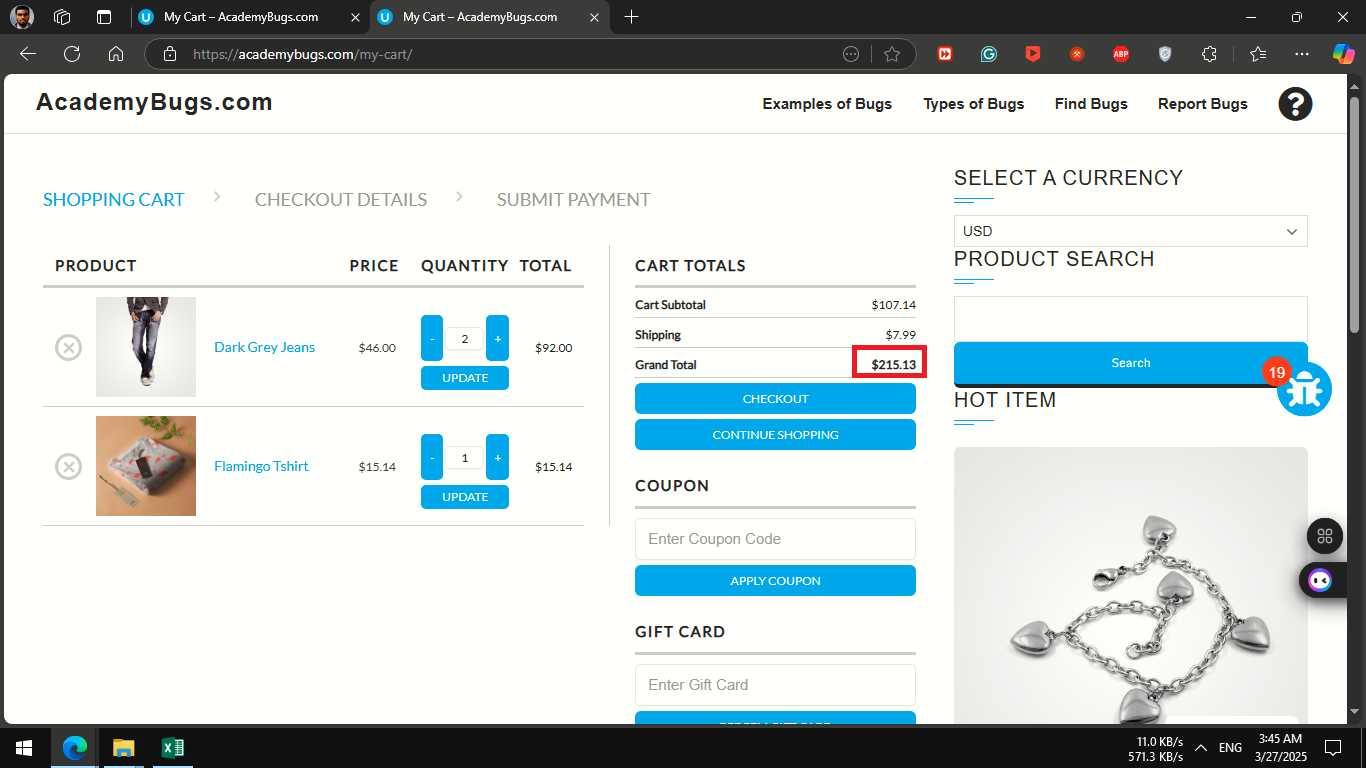 My Cart – AcademyBugs.com
My Cart – AcademyBugs.com
https://academybugs.com/my-cart/
ABP
AcademyBugs.com
Examples of Bugs
Types of Bugs
Find Bugs
Report Bugs
?
SHOPPING CART
CHECKOUT DETAILS
SUBMIT PAYMENT
PRODUCT PRICE QUANTITY TOTAL
Dark Grey Jeans $46.00 - 2 + $92.00
UPDATE
Flamingo Tshirt $15.14 - 1 + $15.14
UPDATE
CART TOTALS
Cart Subtotal $107.14
Shipping $7.99
Grand Total $215.13
CHECKOUT
CONTINUE SHOPPING
COUPON
Enter Coupon Code
APPLY COUPON
GIFT CARD
Enter Gift Card
SELECT A CURRENCY
USD
PRODUCT SEARCH
Search
19
HOT ITEM
11.0 KB/s
571.3 KB/s
ENG
3:45 AM
3/27/2025